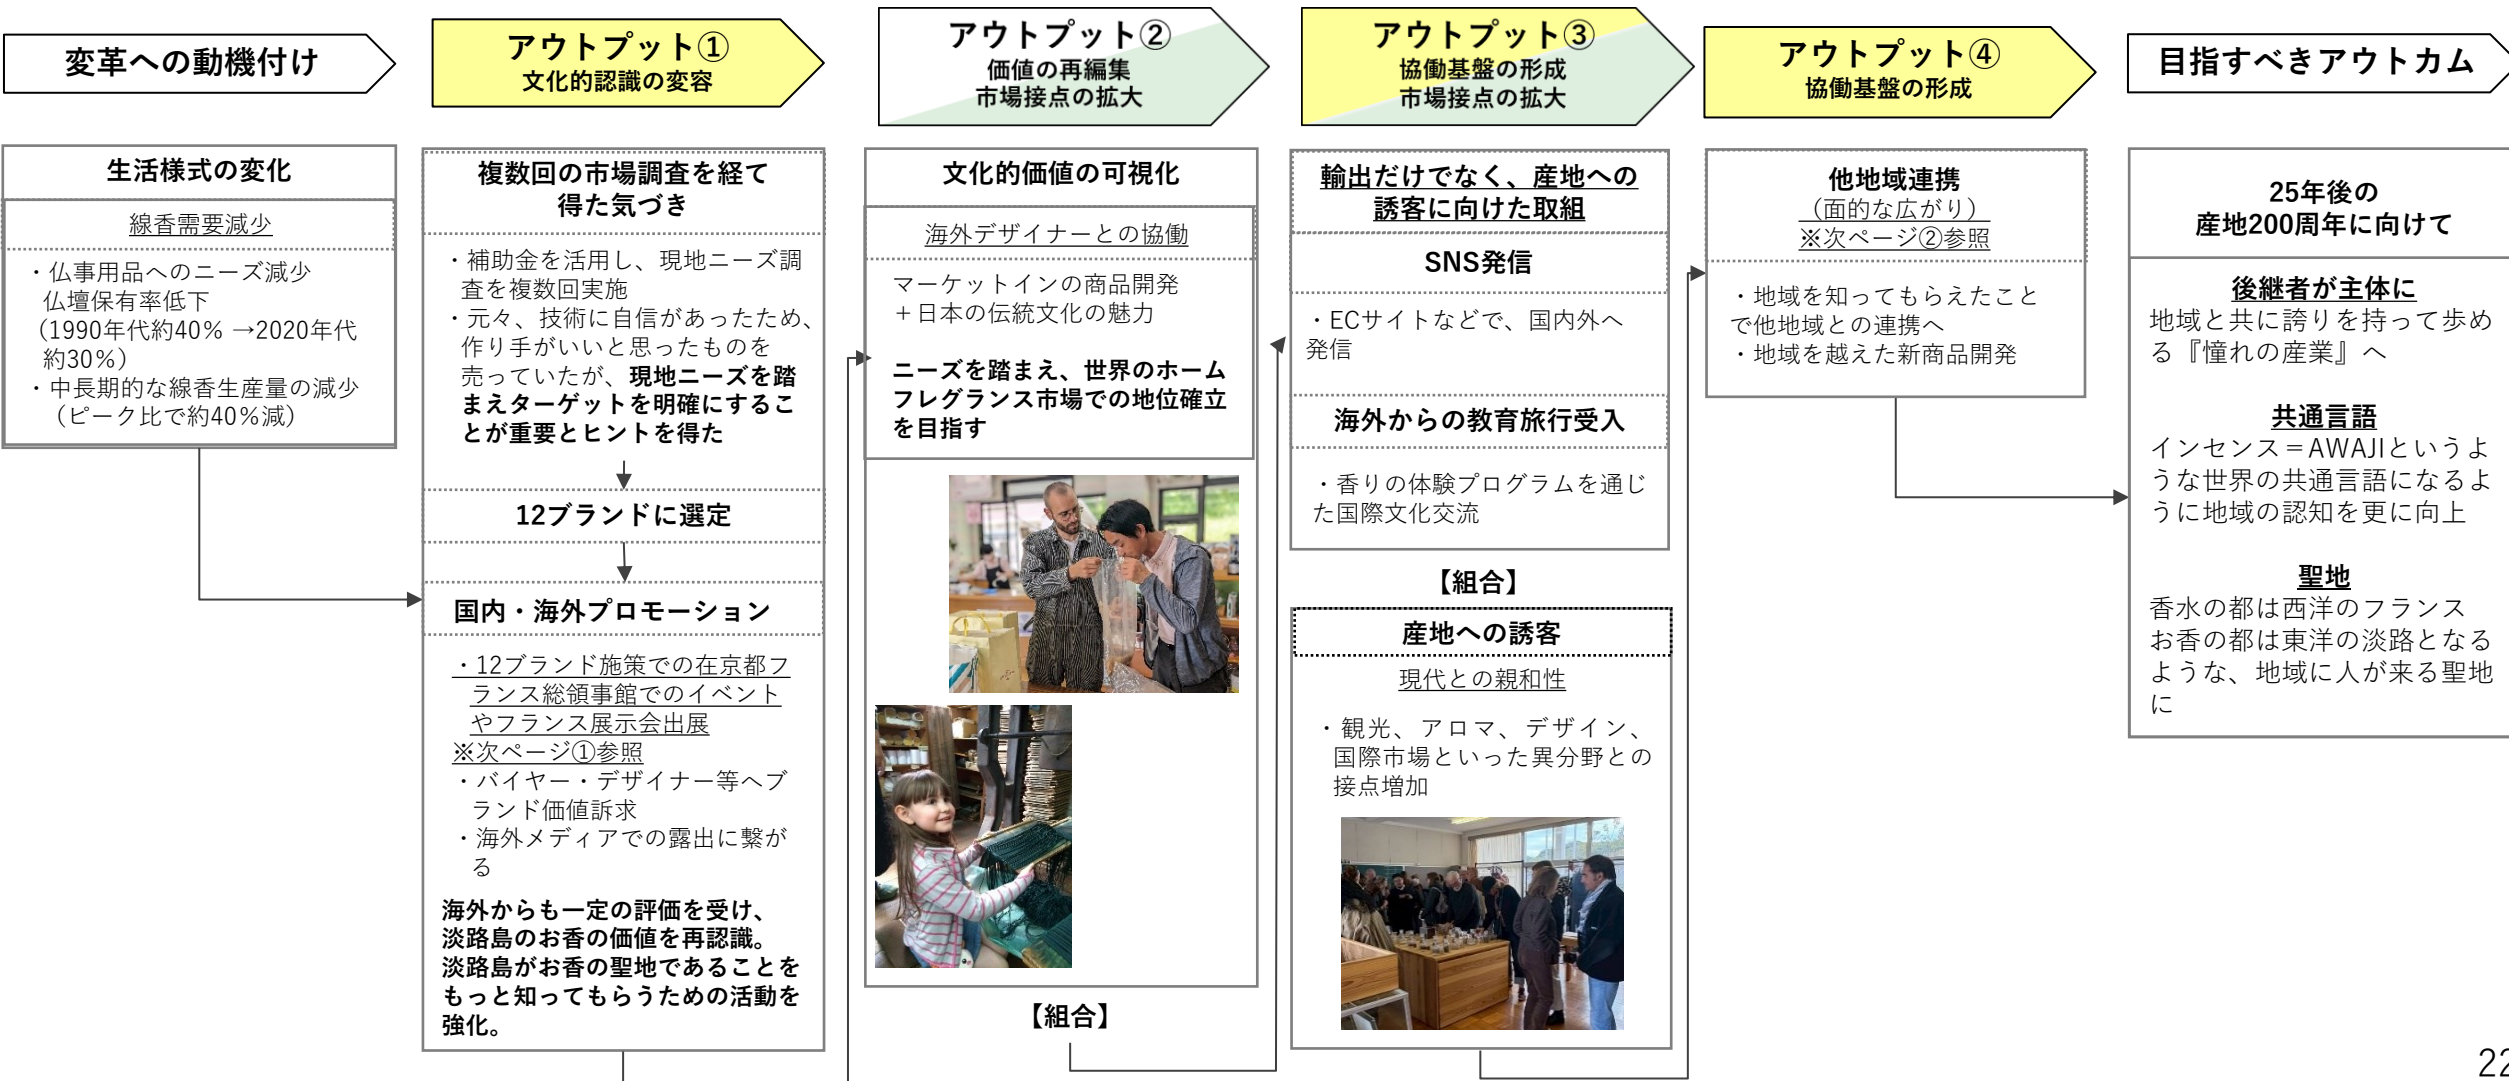 変革への動機付け
生活様式の変化
線香需要減少
・仏事用品へのニーズ減少
仏壇保有率低下
(1990年代約40% →2020年代
約30%)
・中長期的な線香生産量の減少
(ピーク比で約40%減)
アウトプット①
文化的認識の変容
複数回の市場調査を経て
得た気づき
・補助金を活用し、現地ニーズ調
査を複数回実施
・元々、技術に自信があったため、
作り手がいいと思ったものを
売っていたが、現地ニーズを踏
まえターゲットを明確にするこ
とが重要とヒントを得た
12ブランドに選定
国内・海外プロモーション
・12ブランド施策での在京都フ
ランス総領事館でのイベント
やフランス展示会出展
※次ページ①参照
・バイヤー・デザイナー等へブ
ランド価値訴求
・海外メディアでの露出に繋が
る
海外からも一定の評価を受け、
淡路島のお香の価値を再認識。
淡路島がお香の聖地であることを
もっと知ってもらうための活動を
強化。
アウトプット②
価値の再編集
市場接点の拡大
文化的価値の可視化
海外デザイナーとの協働
マーケットインの商品開発
+日本の伝統文化の魅力
ニーズを踏まえ、世界のホーム
フレグランス市場での地位確立
を目指す
【組合】
アウトプット③
協働基盤の形成
市場接点の拡大
輸出だけでなく、産地への
誘客に向けた取組
SNS発信
・ECサイトなどで、国内外へ
発信
海外からの教育旅行受入
・香りの体験プログラムを通じ
た国際文化交流
【組合】
産地への誘客
現代との親和性
・観光、アロマ、デザイン、
国際市場といった異分野との
接点増加
アウトプット④
協働基盤の形成
他地域連携
(面的な広がり)
※次ページ②参照
・地域を知ってもらえたこと
で他地域との連携へ
・地域を越えた新商品開発
目指すべきアウトカム
25年後の
産地200周年に向けて
後継者が主体に
地域と共に誇りを持って歩め
る『憧れの産業』へ
共通言語
インセンス=AWAJIというよ
うな世界の共通言語になるよ
うに地域の認知を更に向上
聖地
香水の都は西洋のフランス
お香の都は東洋の淡路となる
ような、地域に人が来る聖地
に
22